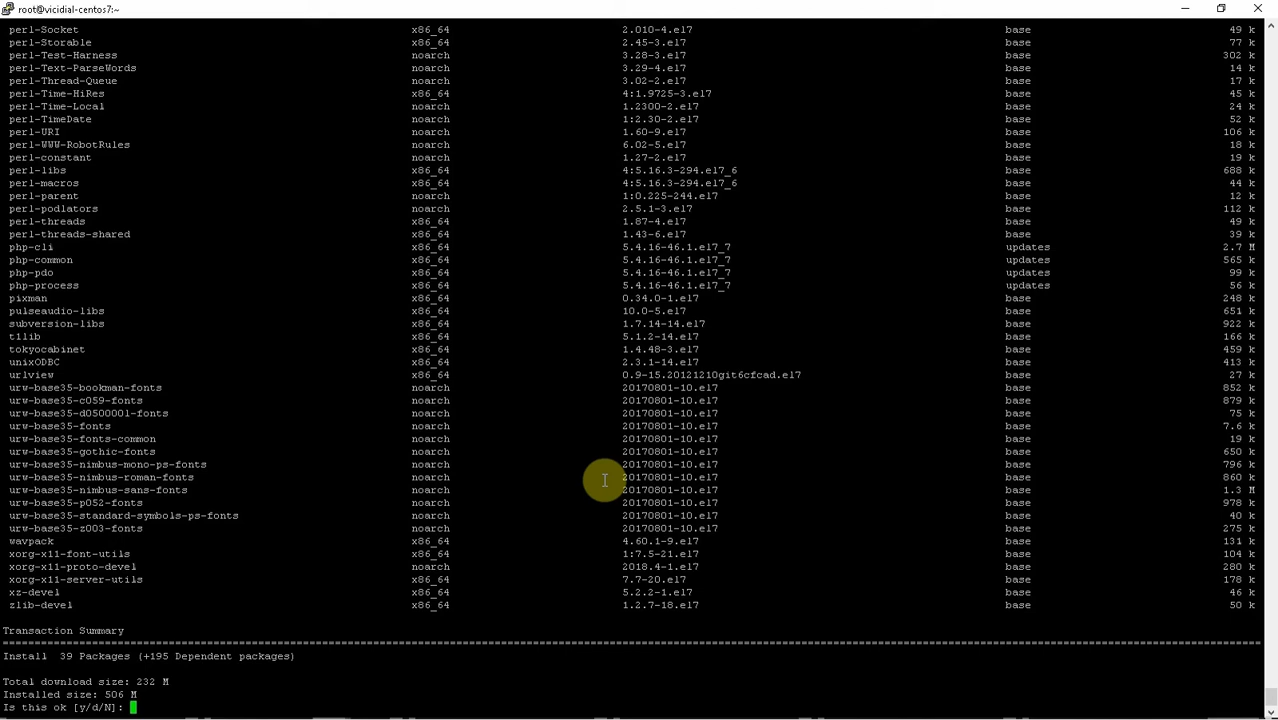 root@vicidial-centos7:~
perl-Socket x86_64 2.010-4.el7 base 49 k
perl-Storable x86_64 2.45-3.el7 base 77 k
perl-Test-Harness noarch 3.28-3.el7 base 302 k
perl-Text-ParseWords noarch 3.29-4.el7 base 14 k
perl-Thread-Queue noarch 3.02-2.el7 base 17 k
perl-Time-HiRes x86_64 4:1.9725-3.el7 base 45 k
perl-Time-Local noarch 1.2300-2.el7 base 24 k
perl-TimeDate noarch 1:2.30-2.el7 base 52 k
perl-URI noarch 1.60-9.el7 base 106 k
perl-WWW-RobotRules noarch 6.02-5.el7 base 18 k
perl-constant noarch 1.27-2.el7 base 19 k
perl-libs x86_64 4:5.16.3-294.el7_6 base 688 k
perl-macros x86_64 4:5.16.3-294.el7_6 base 44 k
perl-parent noarch 1:0.225-244.el7 base 12 k
perl-podlators noarch 2.5.1-3.el7 base 112 k
perl-threads x86_64 1.87-4.el7 base 49 k
perl-threads-shared x86_64 1.43-6.el7 base 39 k
php-cli x86_64 5.4.16-46.1.el7_7 updates 2.7 M
php-common x86_64 5.4.16-46.1.el7_7 updates 565 k
php-pdo x86_64 5.4.16-46.1.el7_7 updates 99 k
php-process x86_64 5.4.16-46.1.el7_7 updates 56 k
pixman x86_64 0.34.0-1.el7 base 248 k
pulseaudio-libs x86_64 10.0-5.el7 base 651 k
subversion-libs x86_64 1.7.14-14.el7 base 922 k
t1lib x86_64 5.1.2-14.el7 base 166 k
tokyocabinet x86_64 1.4.48-3.el7 base 459 k
unixODBC x86_64 2.3.1-14.el7 base 413 k
urlview x86_64 0.9-15.20121210git6cfcad.el7 base 27 k
urw-base35-bookman-fonts noarch 20170801-10.el7 base 852 k
urw-base35-c059-fonts noarch 20170801-10.el7 base 879 k
urw-base35-d050000l-fonts noarch 20170801-10.el7 base 75 k
urw-base35-fonts noarch 20170801-10.el7 base 7.6 k
urw-base35-fonts-common noarch 20170801-10.el7 base 19 k
urw-base35-gothic-fonts noarch 20170801-10.el7 base 650 k
urw-base35-nimbus-mono-ps-fonts noarch 20170801-10.el7 base 796 k
urw-base35-nimbus-roman-fonts noarch 20170801-10.el7 base 860 k
urw-base35-nimbus-sans-fonts noarch 20170801-10.el7 base 1.3 M
urw-base35-p052-fonts noarch 20170801-10.el7 base 978 k
urw-base35-standard-symbols-ps-fonts noarch 20170801-10.el7 base 40 k
urw-base35-z003-fonts noarch 20170801-10.el7 base 275 k
wavpack x86_64 4.60.1-9.el7 base 131 k
xorg-x11-font-utils x86_64 1:7.5-21.el7 base 104 k
xorg-x11-proto-devel noarch 2018.4-1.el7 base 280 k
xorg-x11-server-utils x86_64 7.7-20.el7 base 178 k
xz-devel x86_64 5.2.2-1.el7 base 46 k
zlib-devel x86_64 1.2.7-18.el7 base 50 k
Transaction Summary
Install 39 Packages (+195 Dependent packages)
Total download size: 232 M
Installed size: 506 M
Is this ok [y/d/N]: